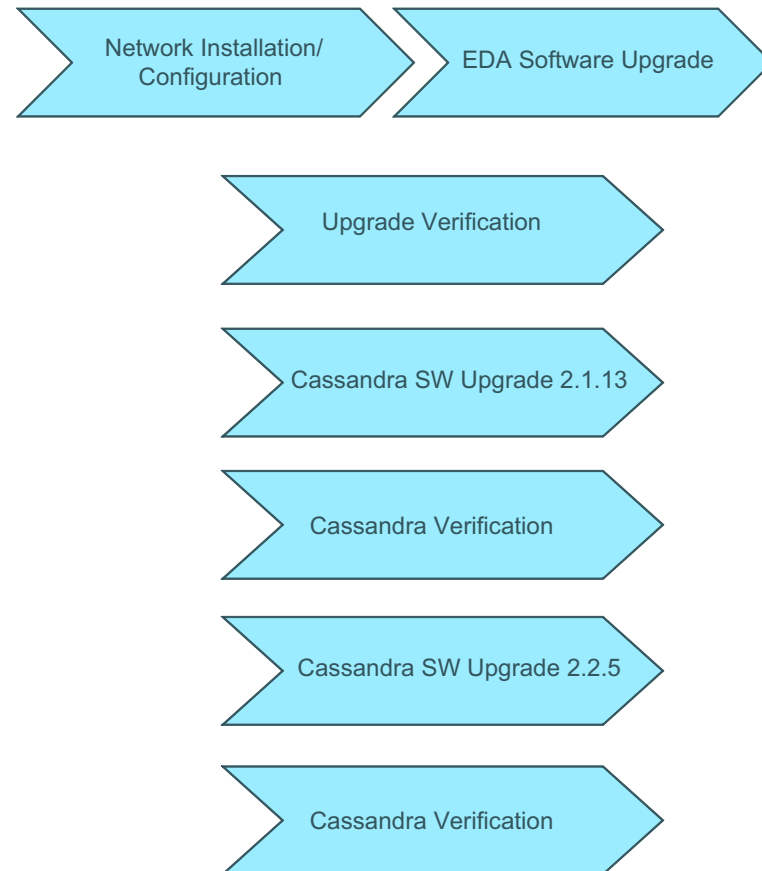 Network Installation/
Configuration
EDA Software Upgrade
Upgrade Verification
Cassandra SW Upgrade 2.1.13
Cassandra Verification
Cassandra SW Upgrade 2.2.5
Cassandra Verification